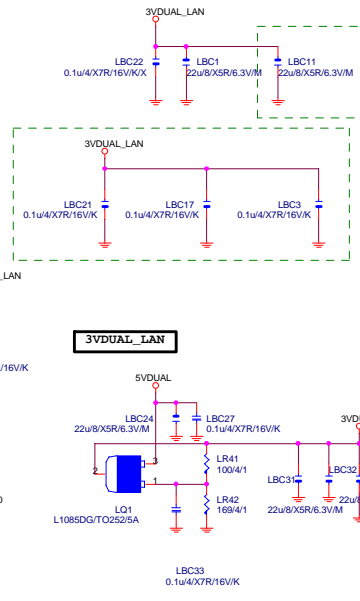 3VDUAL_LAN
LBC22
0.1u/4/X7R/16V/K/X
LBC1
22u/8/X5R/6.3V/M
LBC11
22u/8/X5R/6.3V/M
3VDUAL_LAN
LBC21
0.1u/4/X7R/16V/K
LBC17
0.1u/4/X7R/16V/K
LBC3
0.1u/4/X7R/16V/K
_LAN
3VDUAL_LAN
/16V/K
5VDUAL
LBC24
22u/8/X5R/6.3V/M
LBC27
0.1u/4/X7R/16V/K
3VD
2
3
1
LR41
100/4/1
LR42
169/4/1
LBC31
22u/8/X5R/6.3V/M
LBC32
22u/8
LQ1
L1085DG/TO252/5A
LBC33
0.1u/4/X7R/16V/K